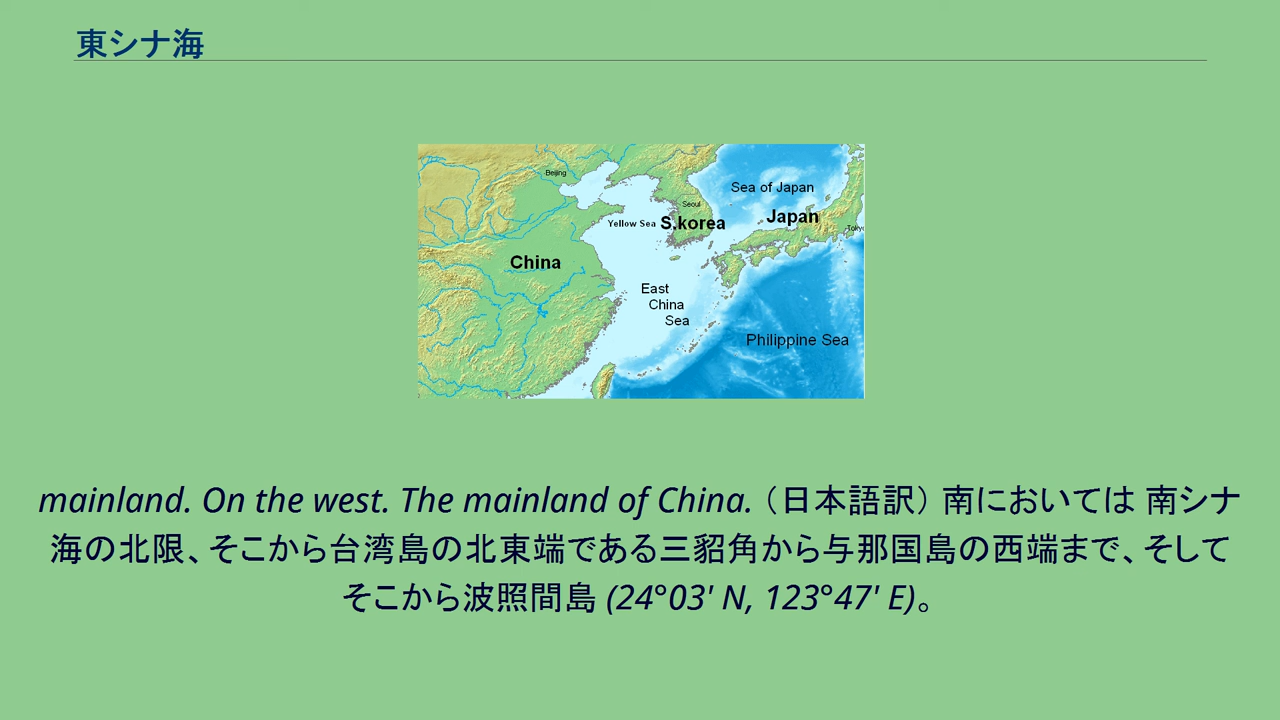 東シナ海
Beijing
Sea of Japan
Seoul
Japan
Yellow Sea
S.korea
Tokyo
China
East
China
Sea
Philippine Sea
mainland. On the west. The mainland of China. （日本語訳） 南においては 南シナ
海の北限、そこから台湾島の北東端である三貂角から与那国島の西端まで、そして
そこから波照間島 (24°03' N, 123°47' E)。